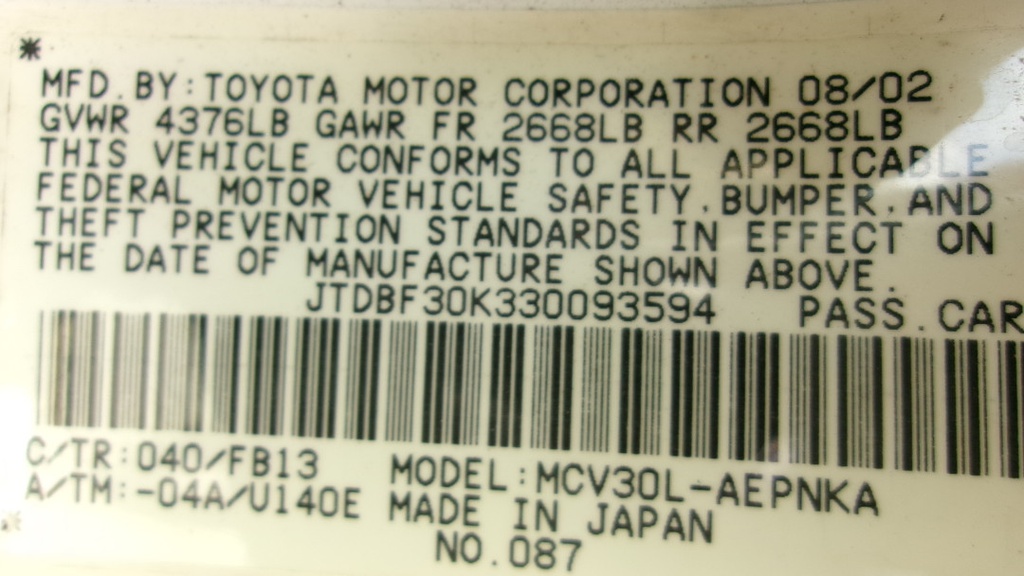 MFD.BY:TOYOTA MOTOR CORPORATION 08/02
GVWR 4376LB GAWR FR 2668LB RR 2668LB
THIS VEHICLE CONFORMS TO ALL APPLICABLE
FEDERAL MOTOR VEHICLE SAFETY,BUMPER,AND
THEFT PREVENTION STANDARDS IN EFFECT ON
THE DATE OF MANUFACTURE SHOWN ABOVE.
JTDBF30K330093594 PASS.CAR
C/TR:040/FB13 MODEL:MCV30L-AEPNKA
A/TM:-04A/U140E MADE IN JAPAN
NO.087